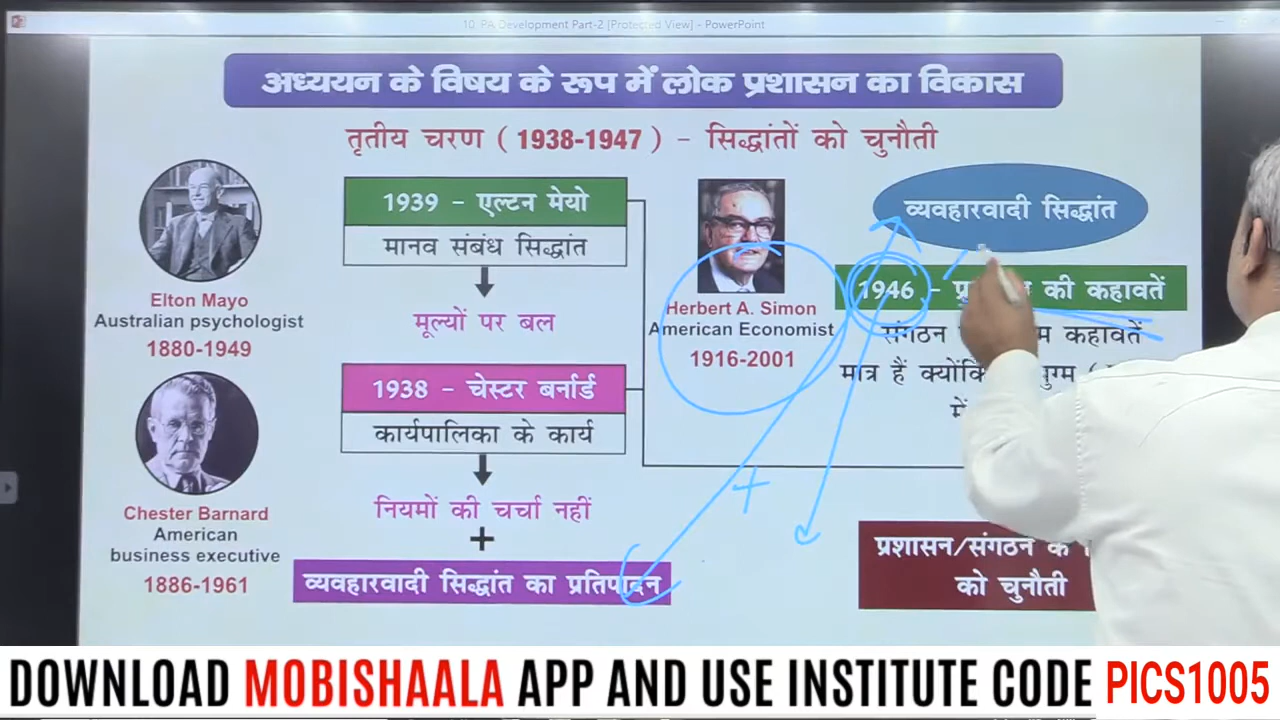 10. PA Development Part-2 [Protected View] - PowerPoint
अध्ययन के विषय के रूप में लोक प्रशासन का विकास
तृतीय चरण ( 1938-1947 ) - सिद्धांतों को चुनौती
Elton Mayo
Australian psychologist
1880-1949
Chester Barnard
American
business executive
1886-1961
1939 - एल्टन मेयो
मानव संबंध सिद्धांत
मूल्यों पर बल
1938 - चेस्टर बर्नार्ड
कार्यपालिका के कार्य
नियमों की चर्चा नहीं
+
व्यवहारवादी सिद्धांत का प्रतिपादन
Herbert A. Simon
American Economist
1916-2001
+
व्यवहारवादी सिद्धांत
1946 - की कहावतें
संगठन कहावतें
मात्र हैं
में
प्रशासन/संगठन के
को चुनौती
DOWNLOAD MOBISHAALA APP AND USE INSTITUTE CODE PICS1005